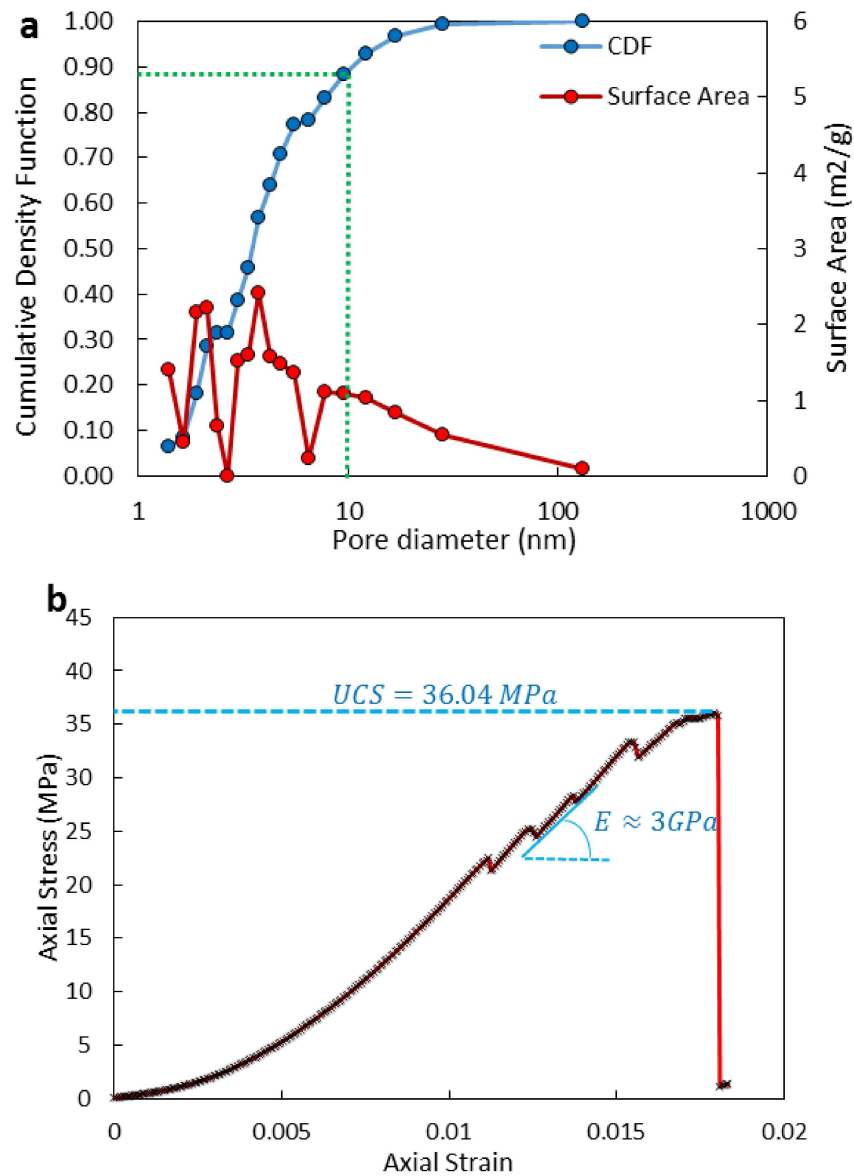 a
CDF
Surface Area
Cumulative Density Function
Surface Area (m2/g)
1.00
0.90
0.80
0.70
0.60
0.50
0.40
0.30
0.20
0.10
0.00
6
5
4
3
2
1
0
1 10 100 1000
Pore diameter (nm)
b
UCS = 36.04 MPa
E ≈ 3GPa
Axial Stress (MPa)
45
40
35
30
25
20
15
10
5
0
0 0.005 0.01 0.015 0.02
Axial Strain